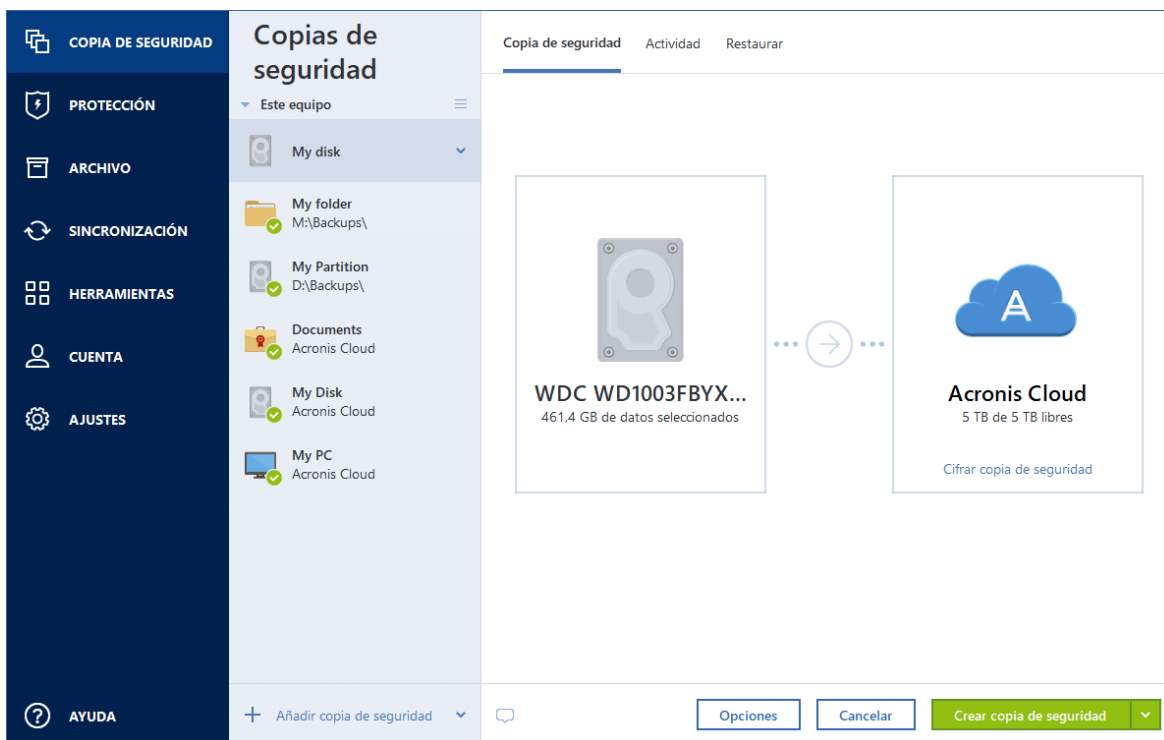 COPIA DE SEGURIDAD
PROTECCIÓN
ARCHIVO
SINCRONIZACIÓN
HERRAMIENTAS
CUENTA
AJUSTES
AYUDA
Copias de
seguridad
Este equipo
My disk
My folder
M:\Backups\
My Partition
D:\Backups\
Documents
Acronis Cloud
My Disk
Acronis Cloud
My PC
Acronis Cloud
Añadir copia de seguridad
Copia de seguridad Actividad Restaurar
WDC WD1003FBYX...
461,4 GB de datos seleccionados
Acronis Cloud
5 TB de 5 TB libres
Cifrar copia de seguridad
Opciones Cancelar Crear copia de seguridad